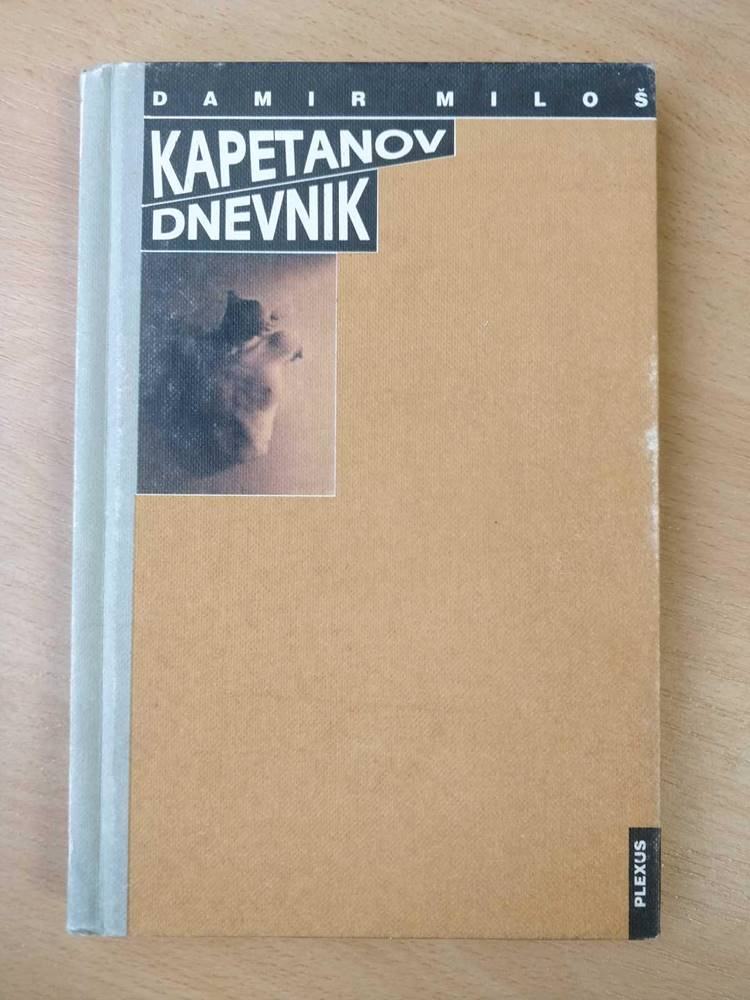 DAMIR MILOŠ
KAPETANOV
DNEVNIK
PLEXUS